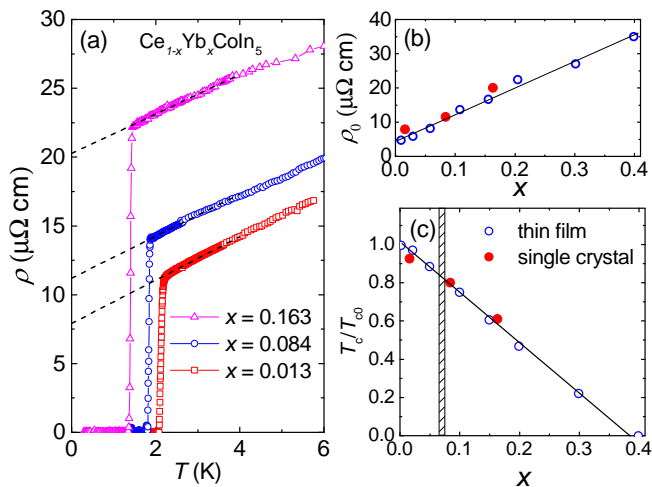 (a)
Ce1-xYbxCoIn5
30
25
20
15
10
5
0
ρ (μΩ cm)
x = 0.163
x = 0.084
x = 0.013
0
2
4
6
T (K)
(b)
40
30
20
10
0
ρ0 (μΩ cm)
0.0
0.1
0.2
0.3
0.4
x
(c)
thin film
single crystal
1.0
0.8
0.6
0.4
0.2
0.0
Tc/Tc0
0.0
0.1
0.2
0.3
0.4
x